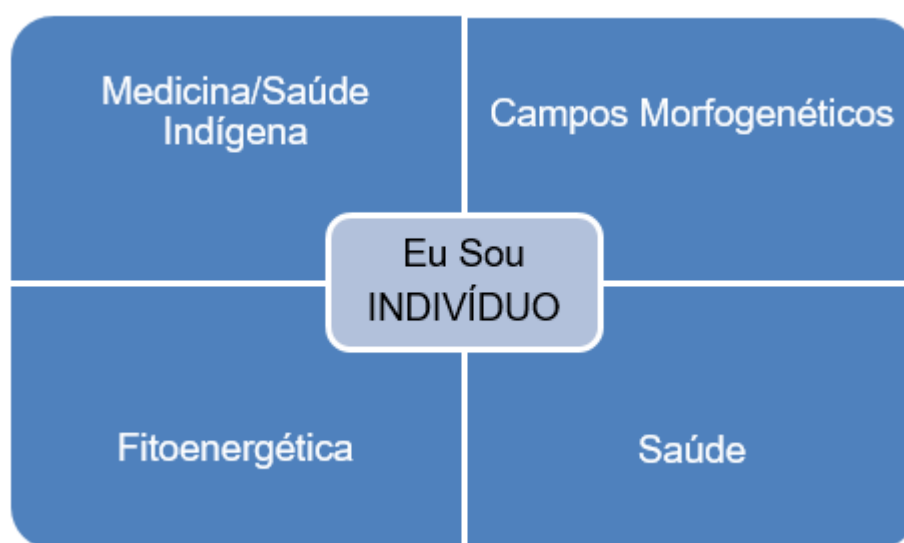 Medicina/Saúde
Indígena
Campos Morfogenéticos
Eu Sou
INDIVÍDUO
Fitoenergética
Saúde